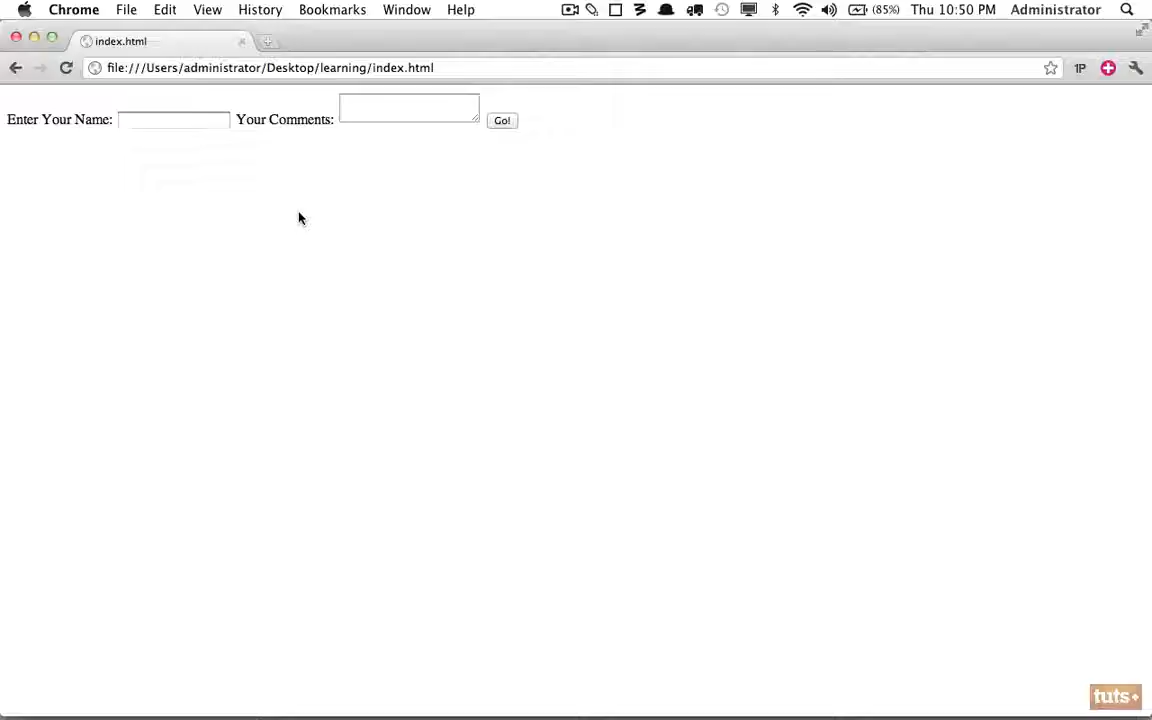 Chrome File Edit View History Bookmarks Window Help (85%) Thu 10:50 PM Administrator
index.html
file:///Users/administrator/Desktop/learning/index.html 1P
Enter Your Name: Your Comments: Go!
tuts+